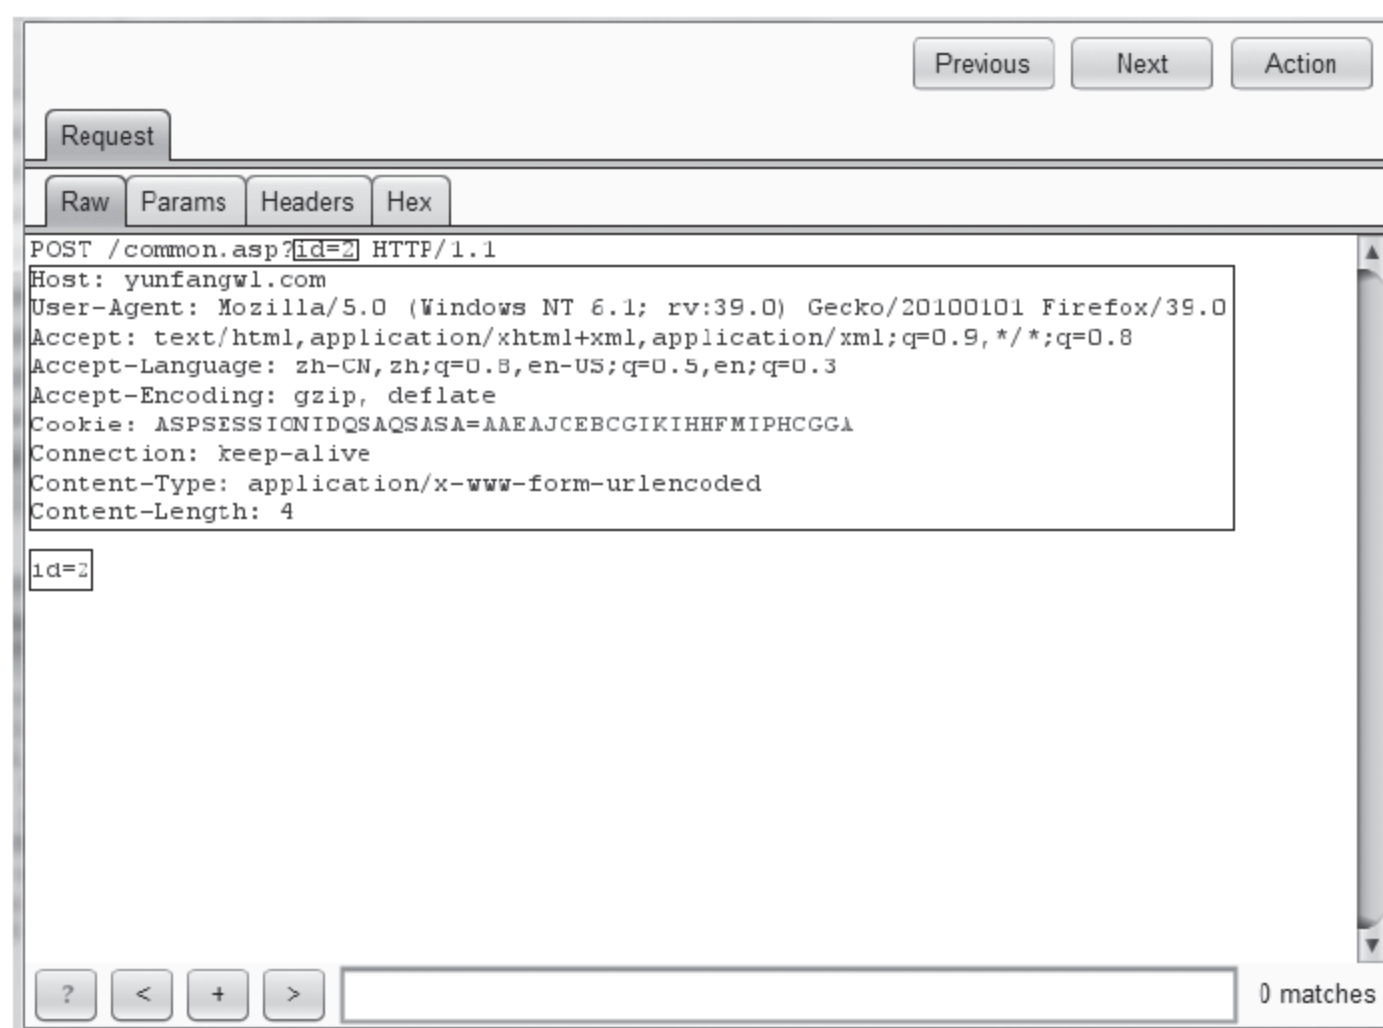 Previous Next Action
Request
Raw Params Headers Hex
POST /common.asp?id=2 HTTP/1.1
Host: yunfangwl.com
User-Agent: Mozilla/5.0 (Windows NT 6.1; rv:39.0) Gecko/20100101 Firefox/39.0
Accept: text/html,application/xhtml+xml,application/xml;q=0.9,*/*;q=0.8
Accept-Language: zh-CN,zh;q=0.8,en-US;q=0.5,en;q=0.3
Accept-Encoding: gzip, deflate
Cookie: ASPSESSIONIDQSAQSASA=AAEAJCEBCGIKIHHFMIPHCGGA
Connection: keep-alive
Content-Type: application/x-www-form-urlencoded
Content-Length: 4
id=2
? < + > 0 matches